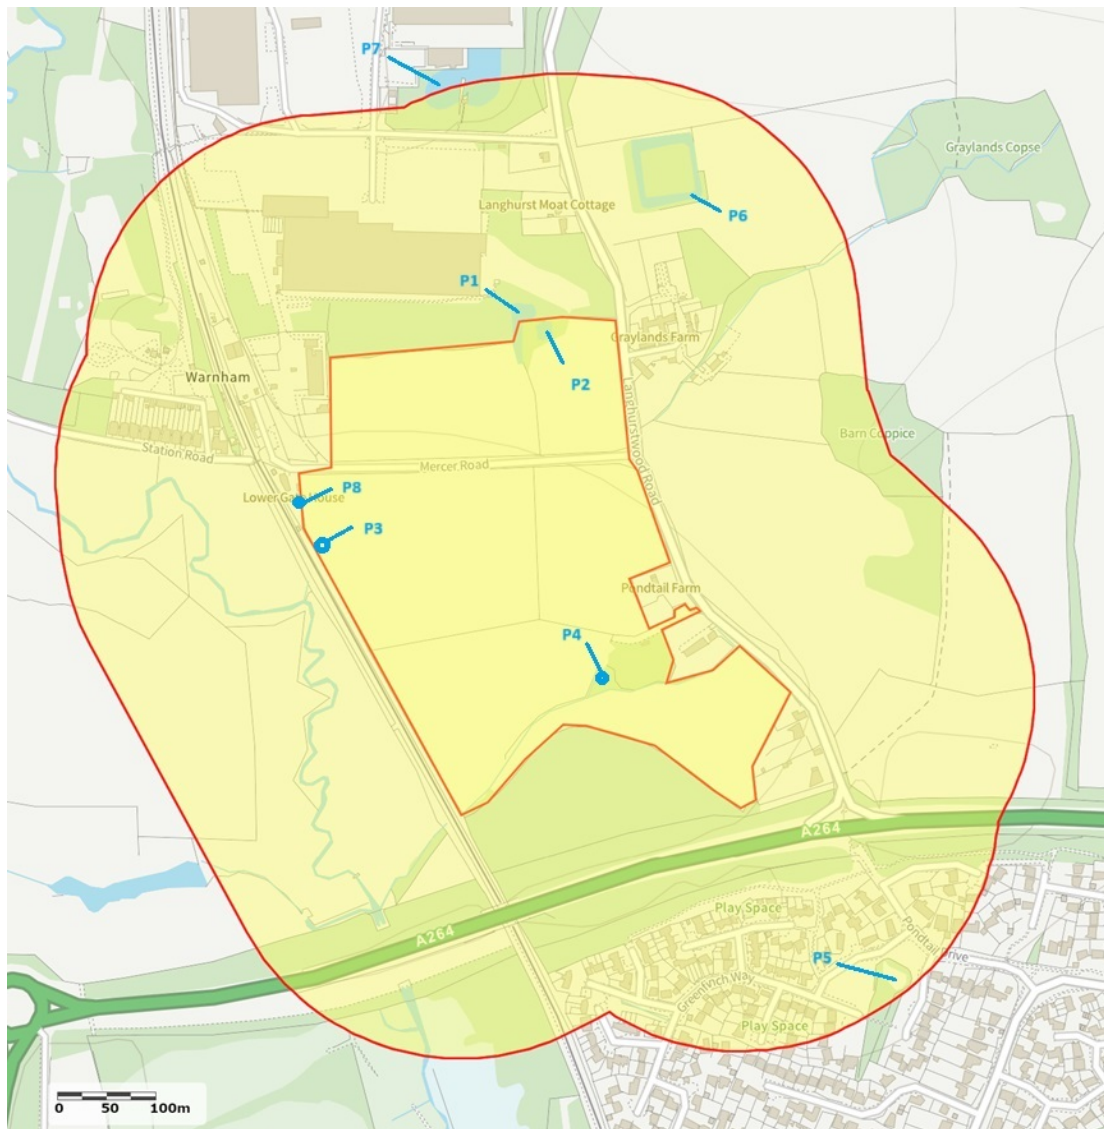 P7
Graylands Copse
Langhurst Moat Cottage
P6
P1
Graylands Farm
Warnham
P2
Langhurstwood Road
Barn Coppice
Station Road
Mercer Road
P8
Lower Gate House
P3
Pondtail Farm
P4
A264
A264
Play Space
Pondtail Drive
P5
Greenwich Way
Play Space
0 50 100m